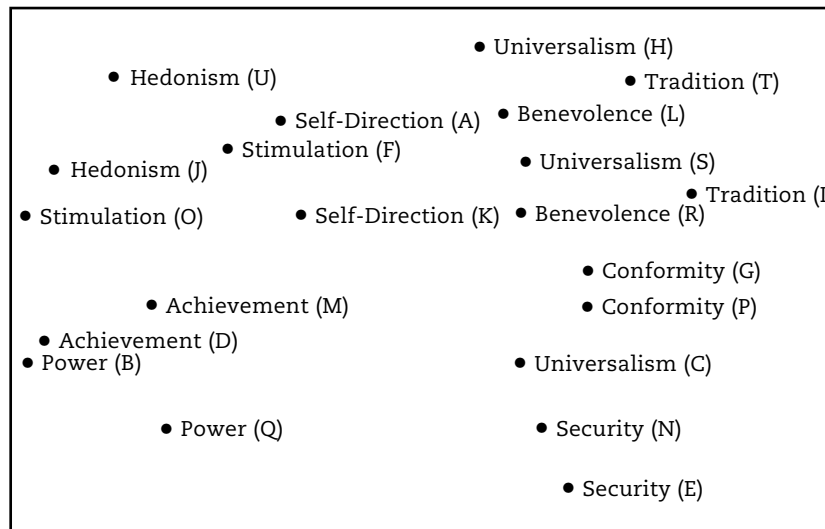 Universalism (H)
Hedonism (U)
Tradition (T)
Benevolence (L)
Self-Direction (A)
Stimulation (F)
Universalism (S)
Hedonism (J)
Tradition
Stimulation (O)
Self-Direction (K)
Benevolence (R)
Conformity (G)
Achievement (M)
Conformity (P)
Achievement (D)
Power (B)
Universalism (C)
Power (Q)
Security (N)
Security (E)